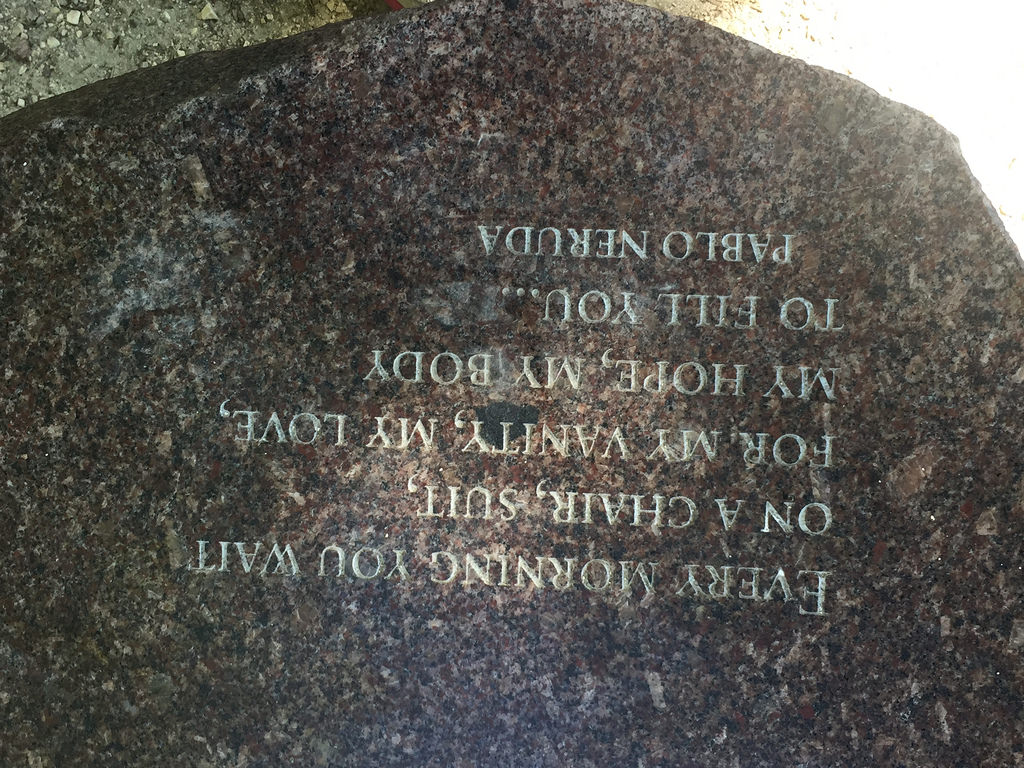 EVERY MORNING YOU WAIT
ON A CHAIR, SUIT,
FOR MY VANITY, MY LOVE,
MY HOPE, MY BODY
TO FILL YOU...
PABLO NERUDA